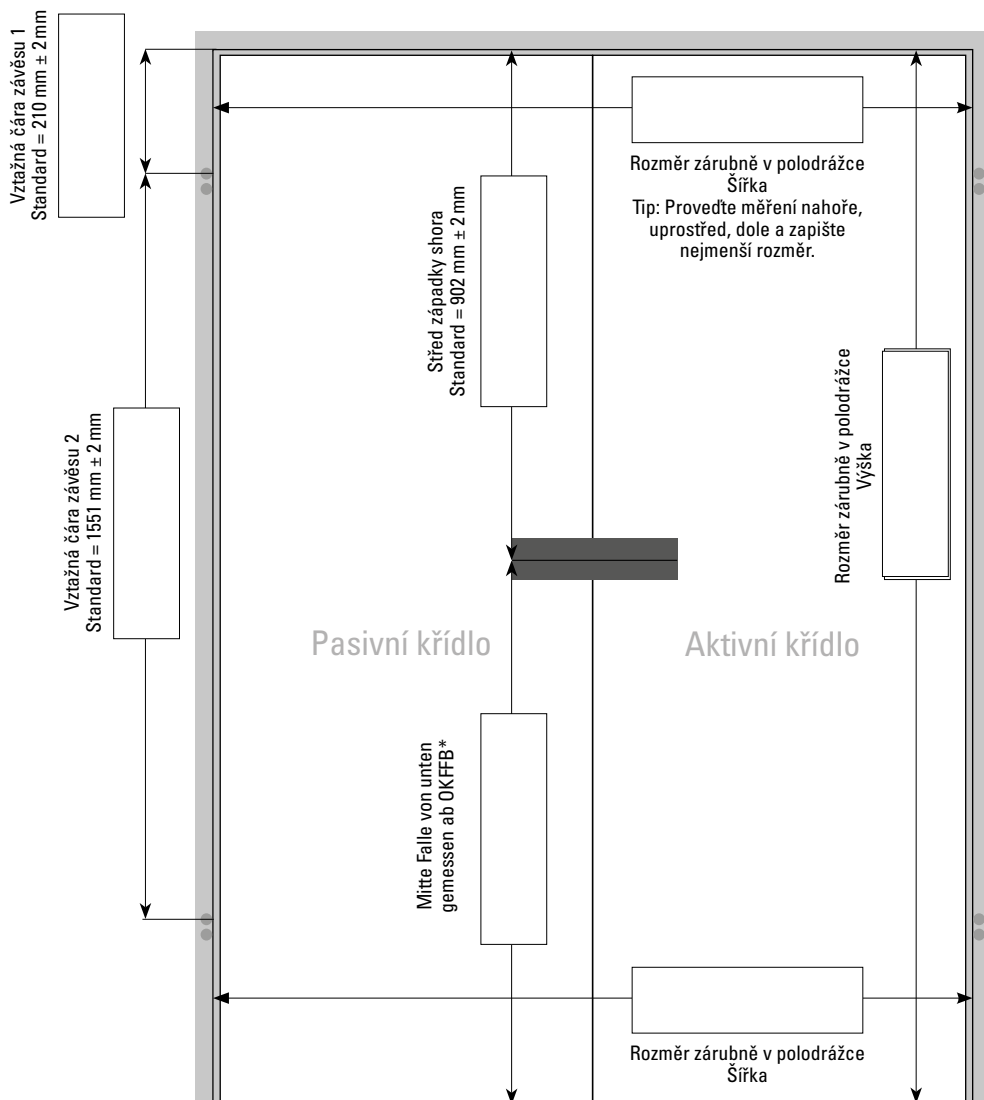 Vztažná čára závěsu 1
Standard = 210 mm ± 2 mm
Rozměr zárubně v polodrážce
Šířka
Tip: Proveďte měření nahoře,
uprostřed, dole a zapište
nejmenší rozměr.
Střed západky shora
Standard = 902 mm ± 2 mm
Rozměr zárubně v polodrážce
Výška
Vztažná čára závěsu 2
Standard = 1551 mm ± 2 mm
Pasivní křídlo
Aktivní křídlo
Mitte Falle von unten
gemessen ab OKFFB*
Rozměr zárubně v polodrážce
Šířka